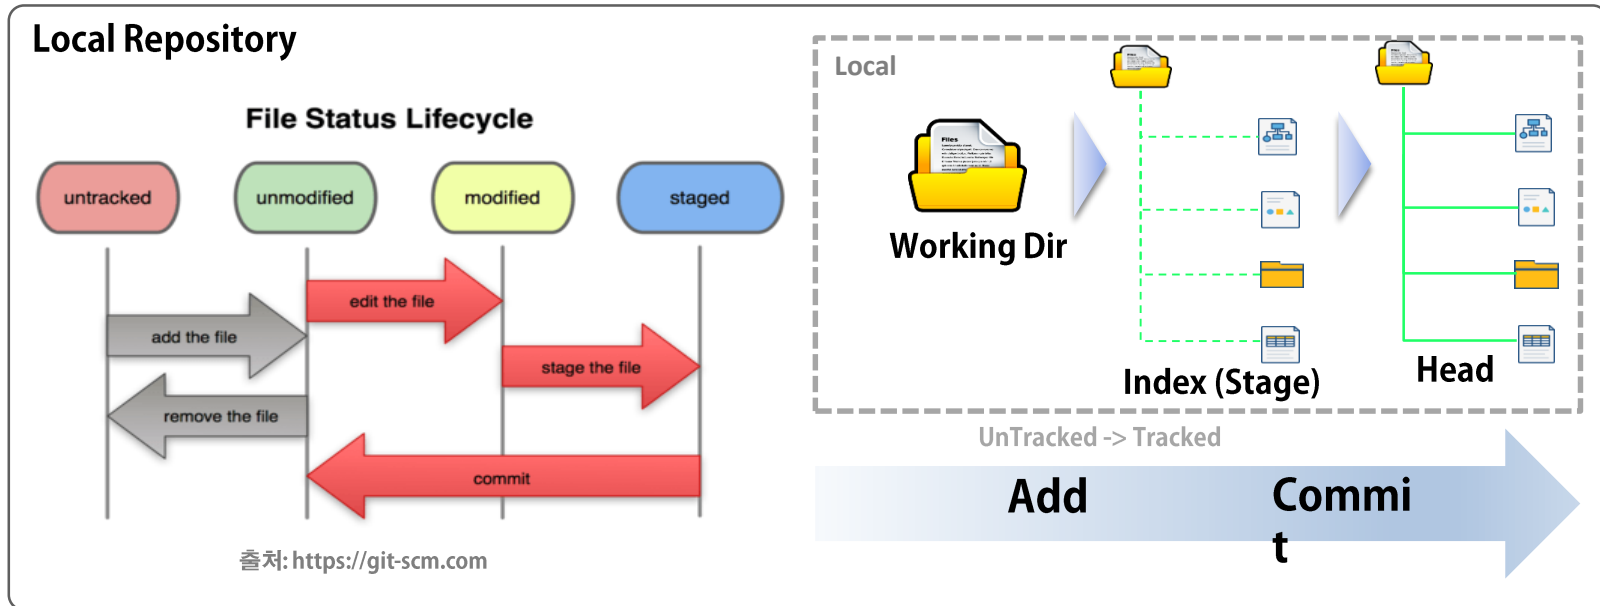 Local Repository
File Status Lifecycle
untracked
unmodified
modified
staged
edit the file
add the file
stage the file
remove the file
commit
출처: https://git-scm.com
Local
Files
Working Dir
Index (Stage)
Head
UnTracked -> Tracked
Add
Commi
t